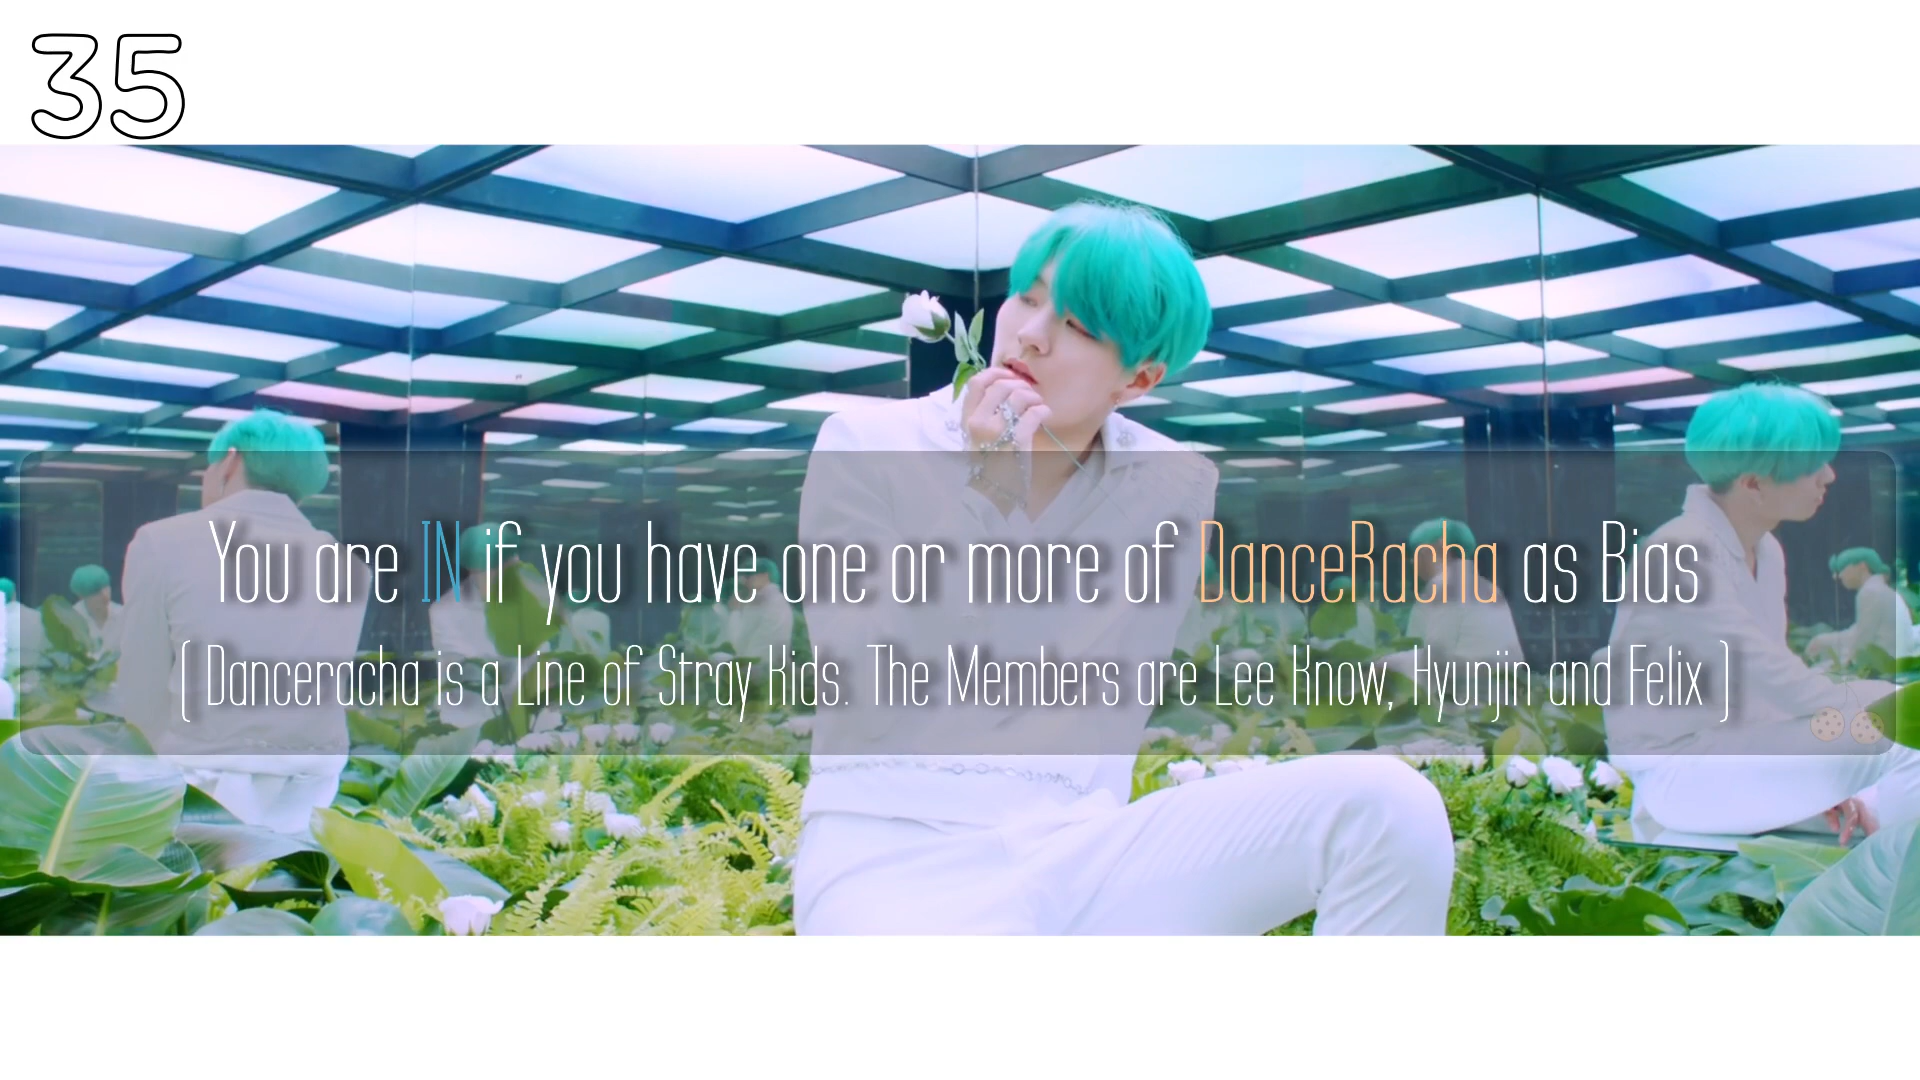 35
You are IN if you have one or more of DanceRacha as Bias
( Danceracha is a Line of Stray Kids. The Members are Lee Know, Hyunjin and Felix )